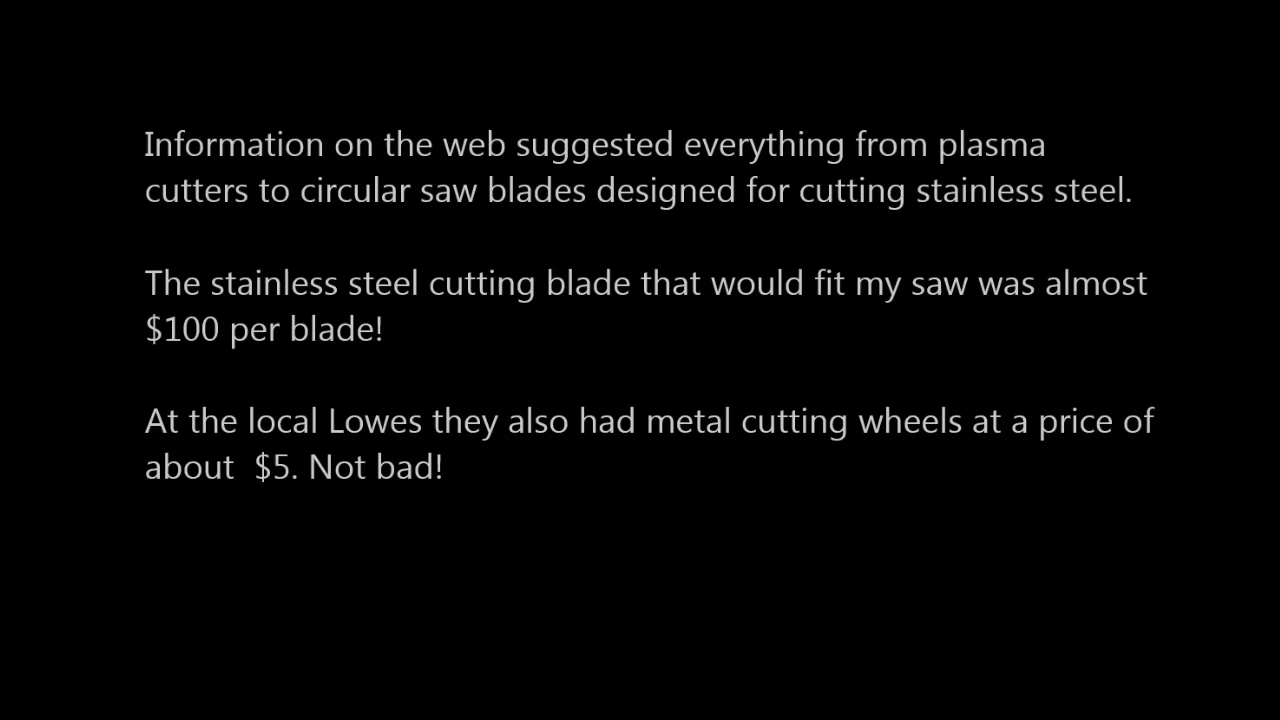 Information on the web suggested everything from plasma
cutters to circular saw blades designed for cutting stainless steel.
The stainless steel cutting blade that would fit my saw was almost
$100 per blade!
At the local Lowes they also had metal cutting wheels at a price of
about  $5. Not bad!